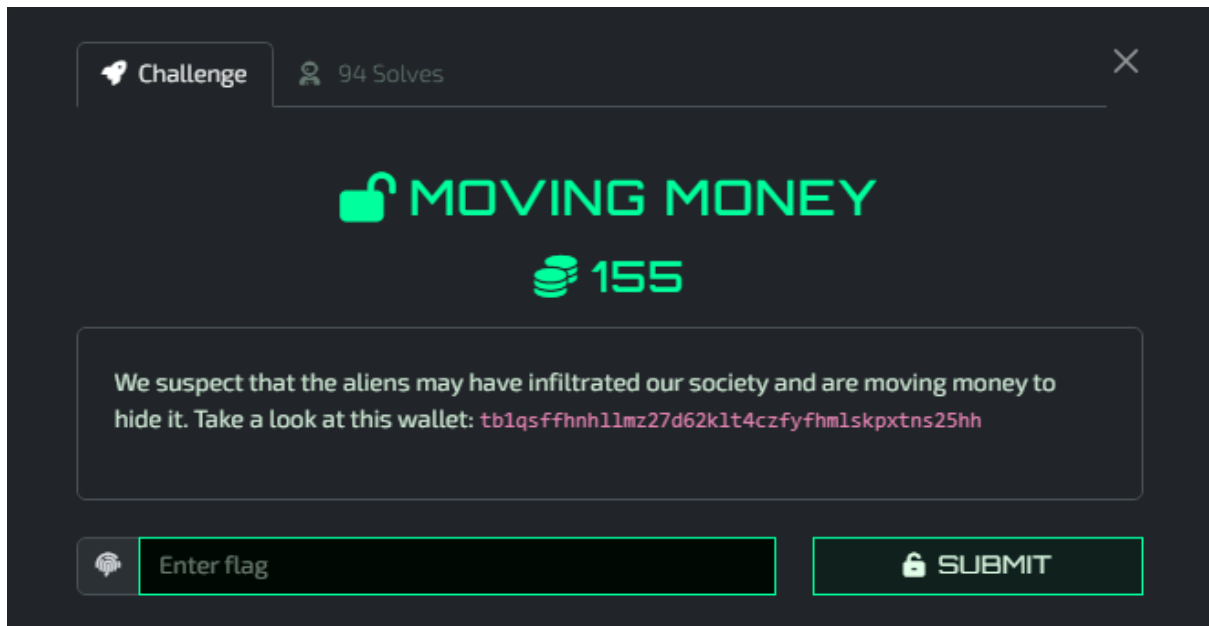 Challenge
94 Solves
MOVING MONEY
155
We suspect that the aliens may have infiltrated our society and are moving money to
hide it. Take a look at this wallet: tb1qsffhnhllmz27d62klt4czfyfhmlskpxtns25hh
Enter flag
SUBMIT